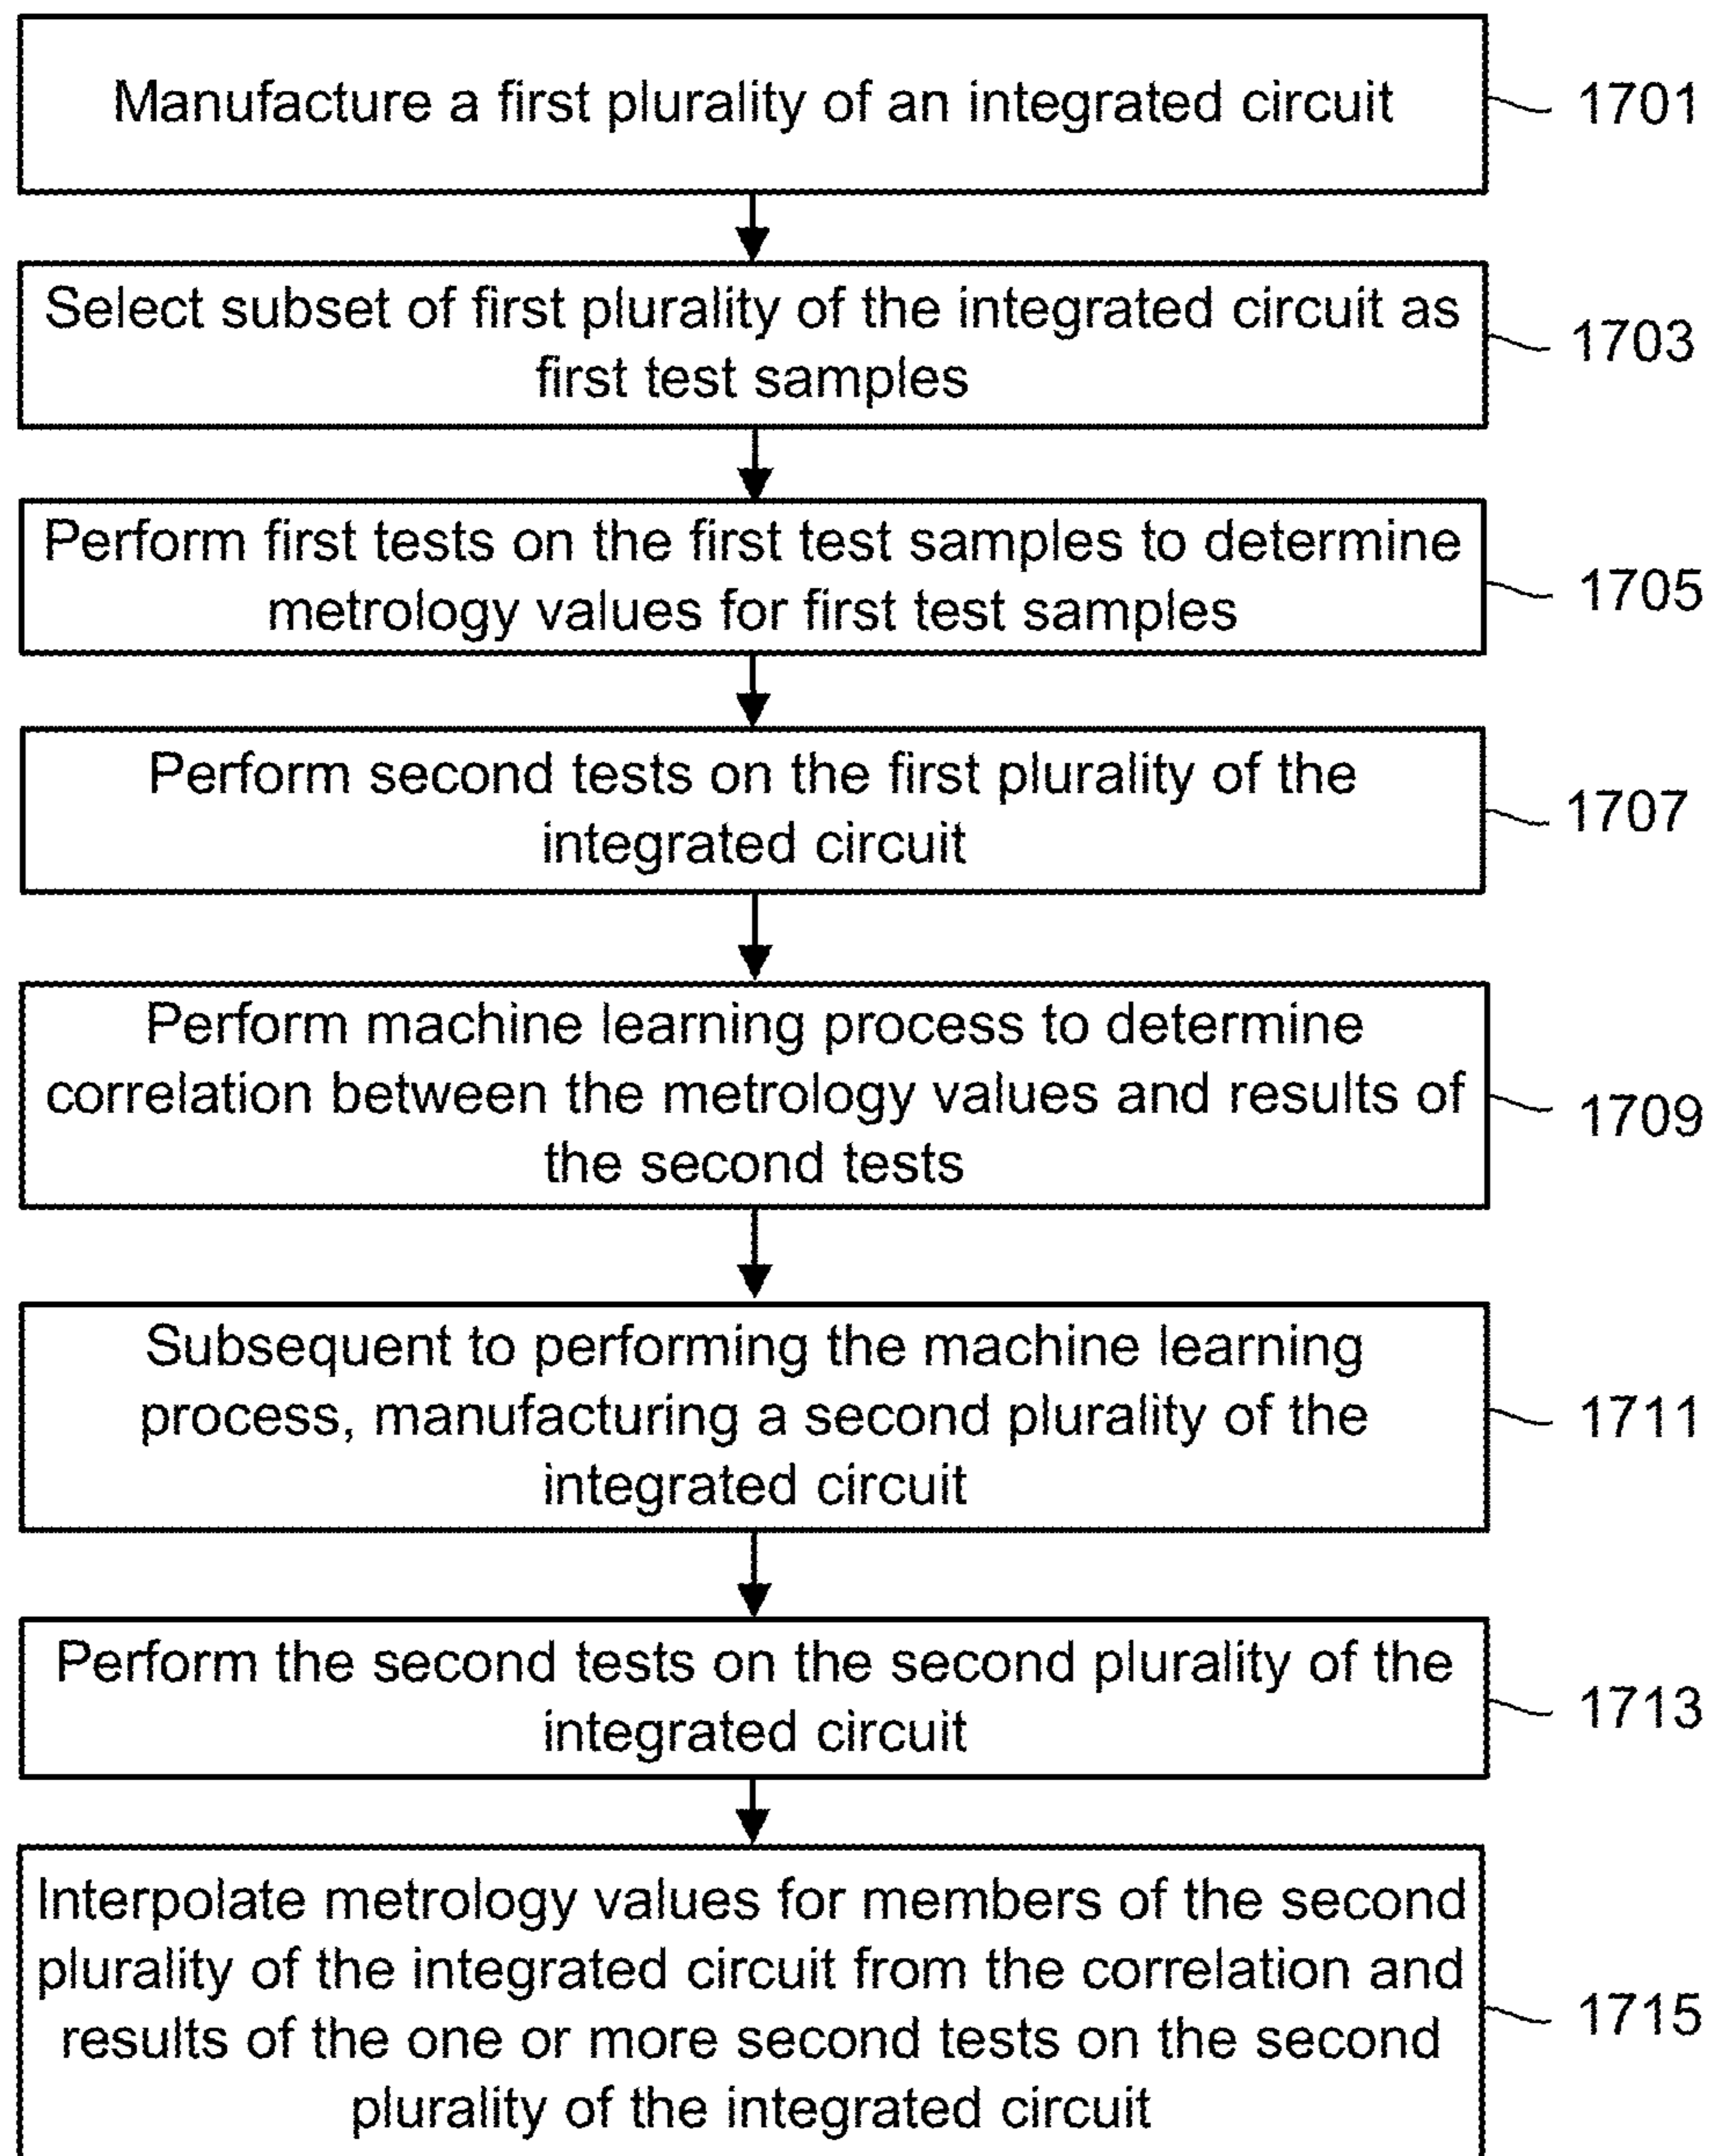 Manufacture a first plurality of an integrated circuit
1701
Select subset of first plurality of the integrated circuit as
first test samples
1703
Perform first tests on the first test samples to determine
metrology values for first test samples
1705
Perform second tests on the first plurality of the
integrated circuit
1707
Perform machine learning process to determine
correlation between the metrology values and results of
the second tests
1709
Subsequent to performing the machine learning
process, manufacturing a second plurality of the
integrated circuit
1711
Perform the second tests on the second plurality of the
integrated circuit
1713
Interpolate metrology values for members of the second
plurality of the integrated circuit from the correlation and
results of the one or more second tests on the second
plurality of the integrated circuit
1715